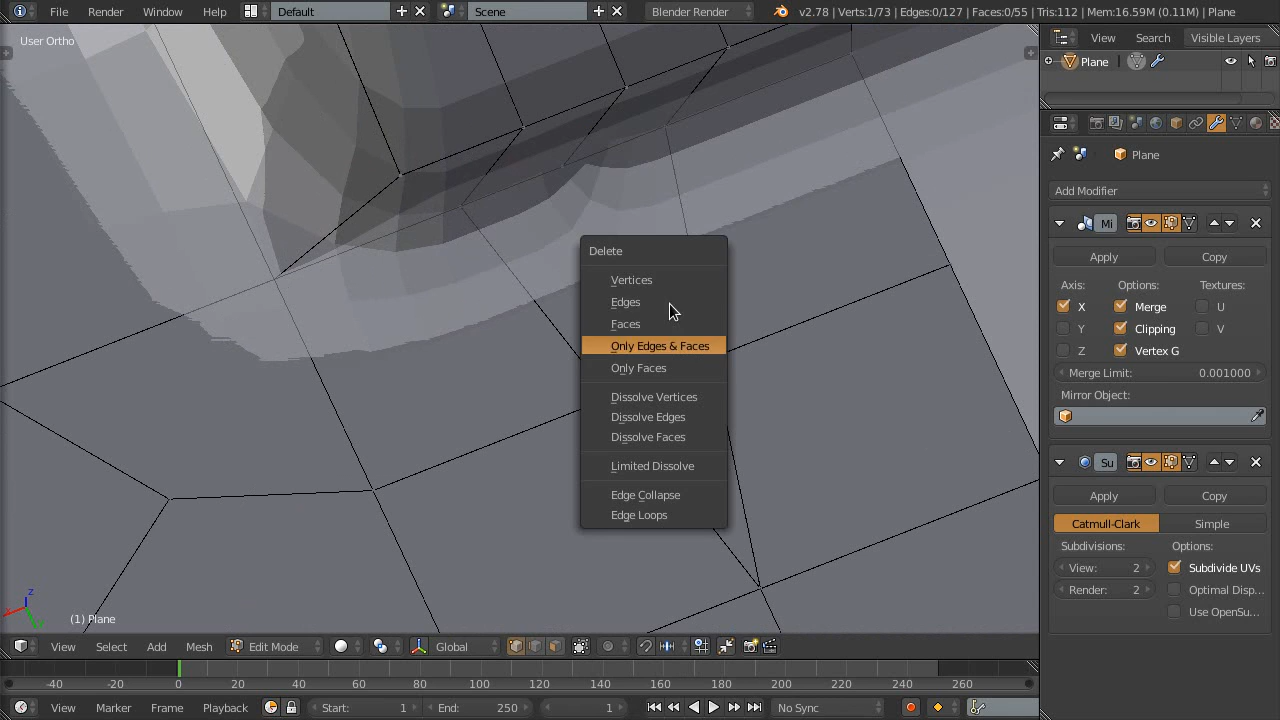 File Render Window Help Default Scene Blender Render v2.78 | Verts:1/73 | Edges:0/127 | Faces:0/55 | Tris:112 | Mem:16.59M (0.11M) | Plane
User Ortho
View Search Visible Layers
Plane
Plane
Add Modifier
Mi
Apply Copy
Axis: Options: Textures:
X Merge U
Y Clipping V
Z Vertex G
Merge Limit: 0.001000
Mirror Object:
Su
Apply Copy
Catmull-Clark Simple
Subdivisions: Options:
View: 2 Subdivide UVs
Render: 2 Optimal Disp...
Use OpenSu...
Delete
Vertices
Edges
Faces
Only Edges & Faces
Only Faces
Dissolve Vertices
Dissolve Edges
Dissolve Faces
Limited Dissolve
Edge Collapse
Edge Loops
z
x
(1) Plane
View Select Add Mesh Edit Mode Global
-40 -20 0 20 40 60 80 100 120 140 160 180 200 220 240 260
View Marker Frame Playback Start: 1 End: 250 1 No Sync